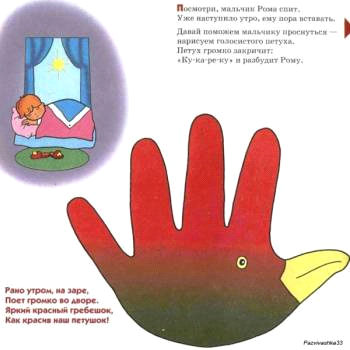 Посмотри, мальчик Рома спит.
Уже наступило утро, ему пора вставать.
Давай поможем мальчику проснуться —
нарисуем голосистого петуха.
Петух громко закричит:
«Ку-ка-ре-ку» и разбудит Рому.
Рано утром, на заре,
Поет громко во дворе.
Яркий красный гребешок,
Как красив наш петушок!
Pazvivashka33